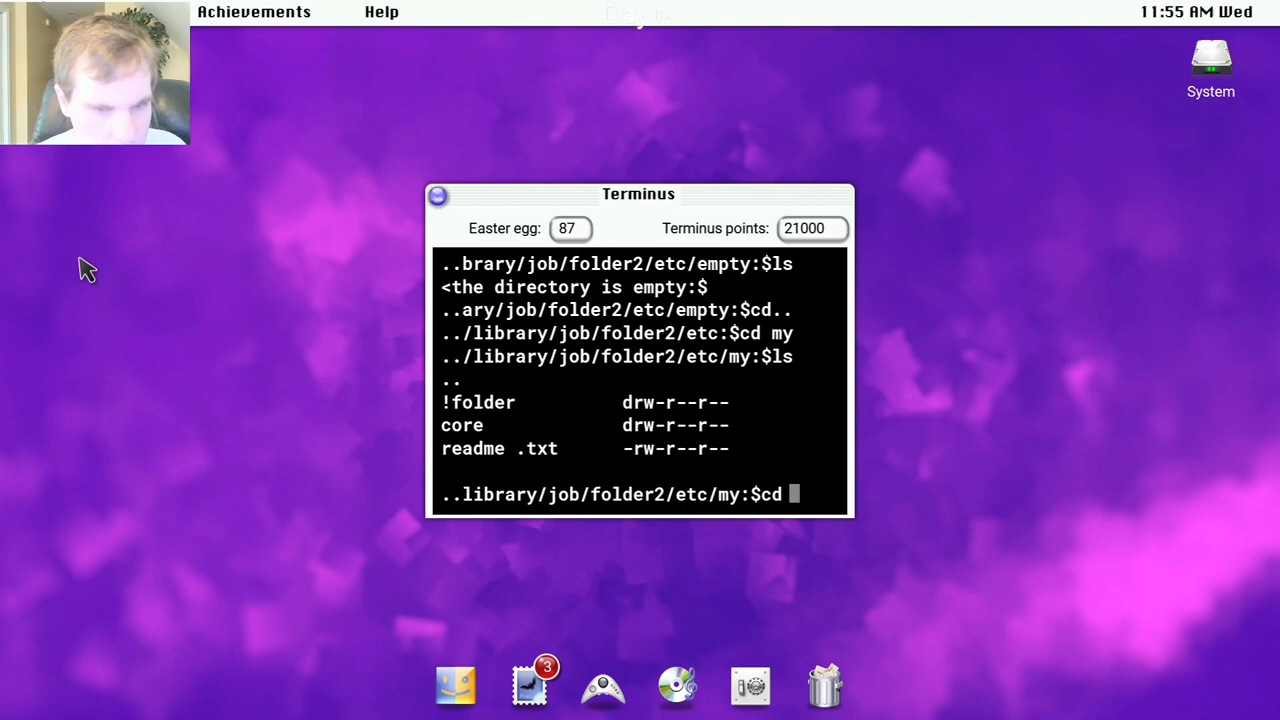 Achievements Help Day 8 11:55 AM Wed
System
Terminus
Easter egg: 87 Terminus points: 21000
..brary/job/folder2/etc/empty:$ls
<the directory is empty:$
..ary/job/folder2/etc/empty:$cd..
../library/job/folder2/etc:$cd my
../library/job/folder2/etc/my:$ls
..
!folder drw-r--r--
core drw-r--r--
readme .txt -rw-r--r--
..library/job/folder2/etc/my:$cd
3